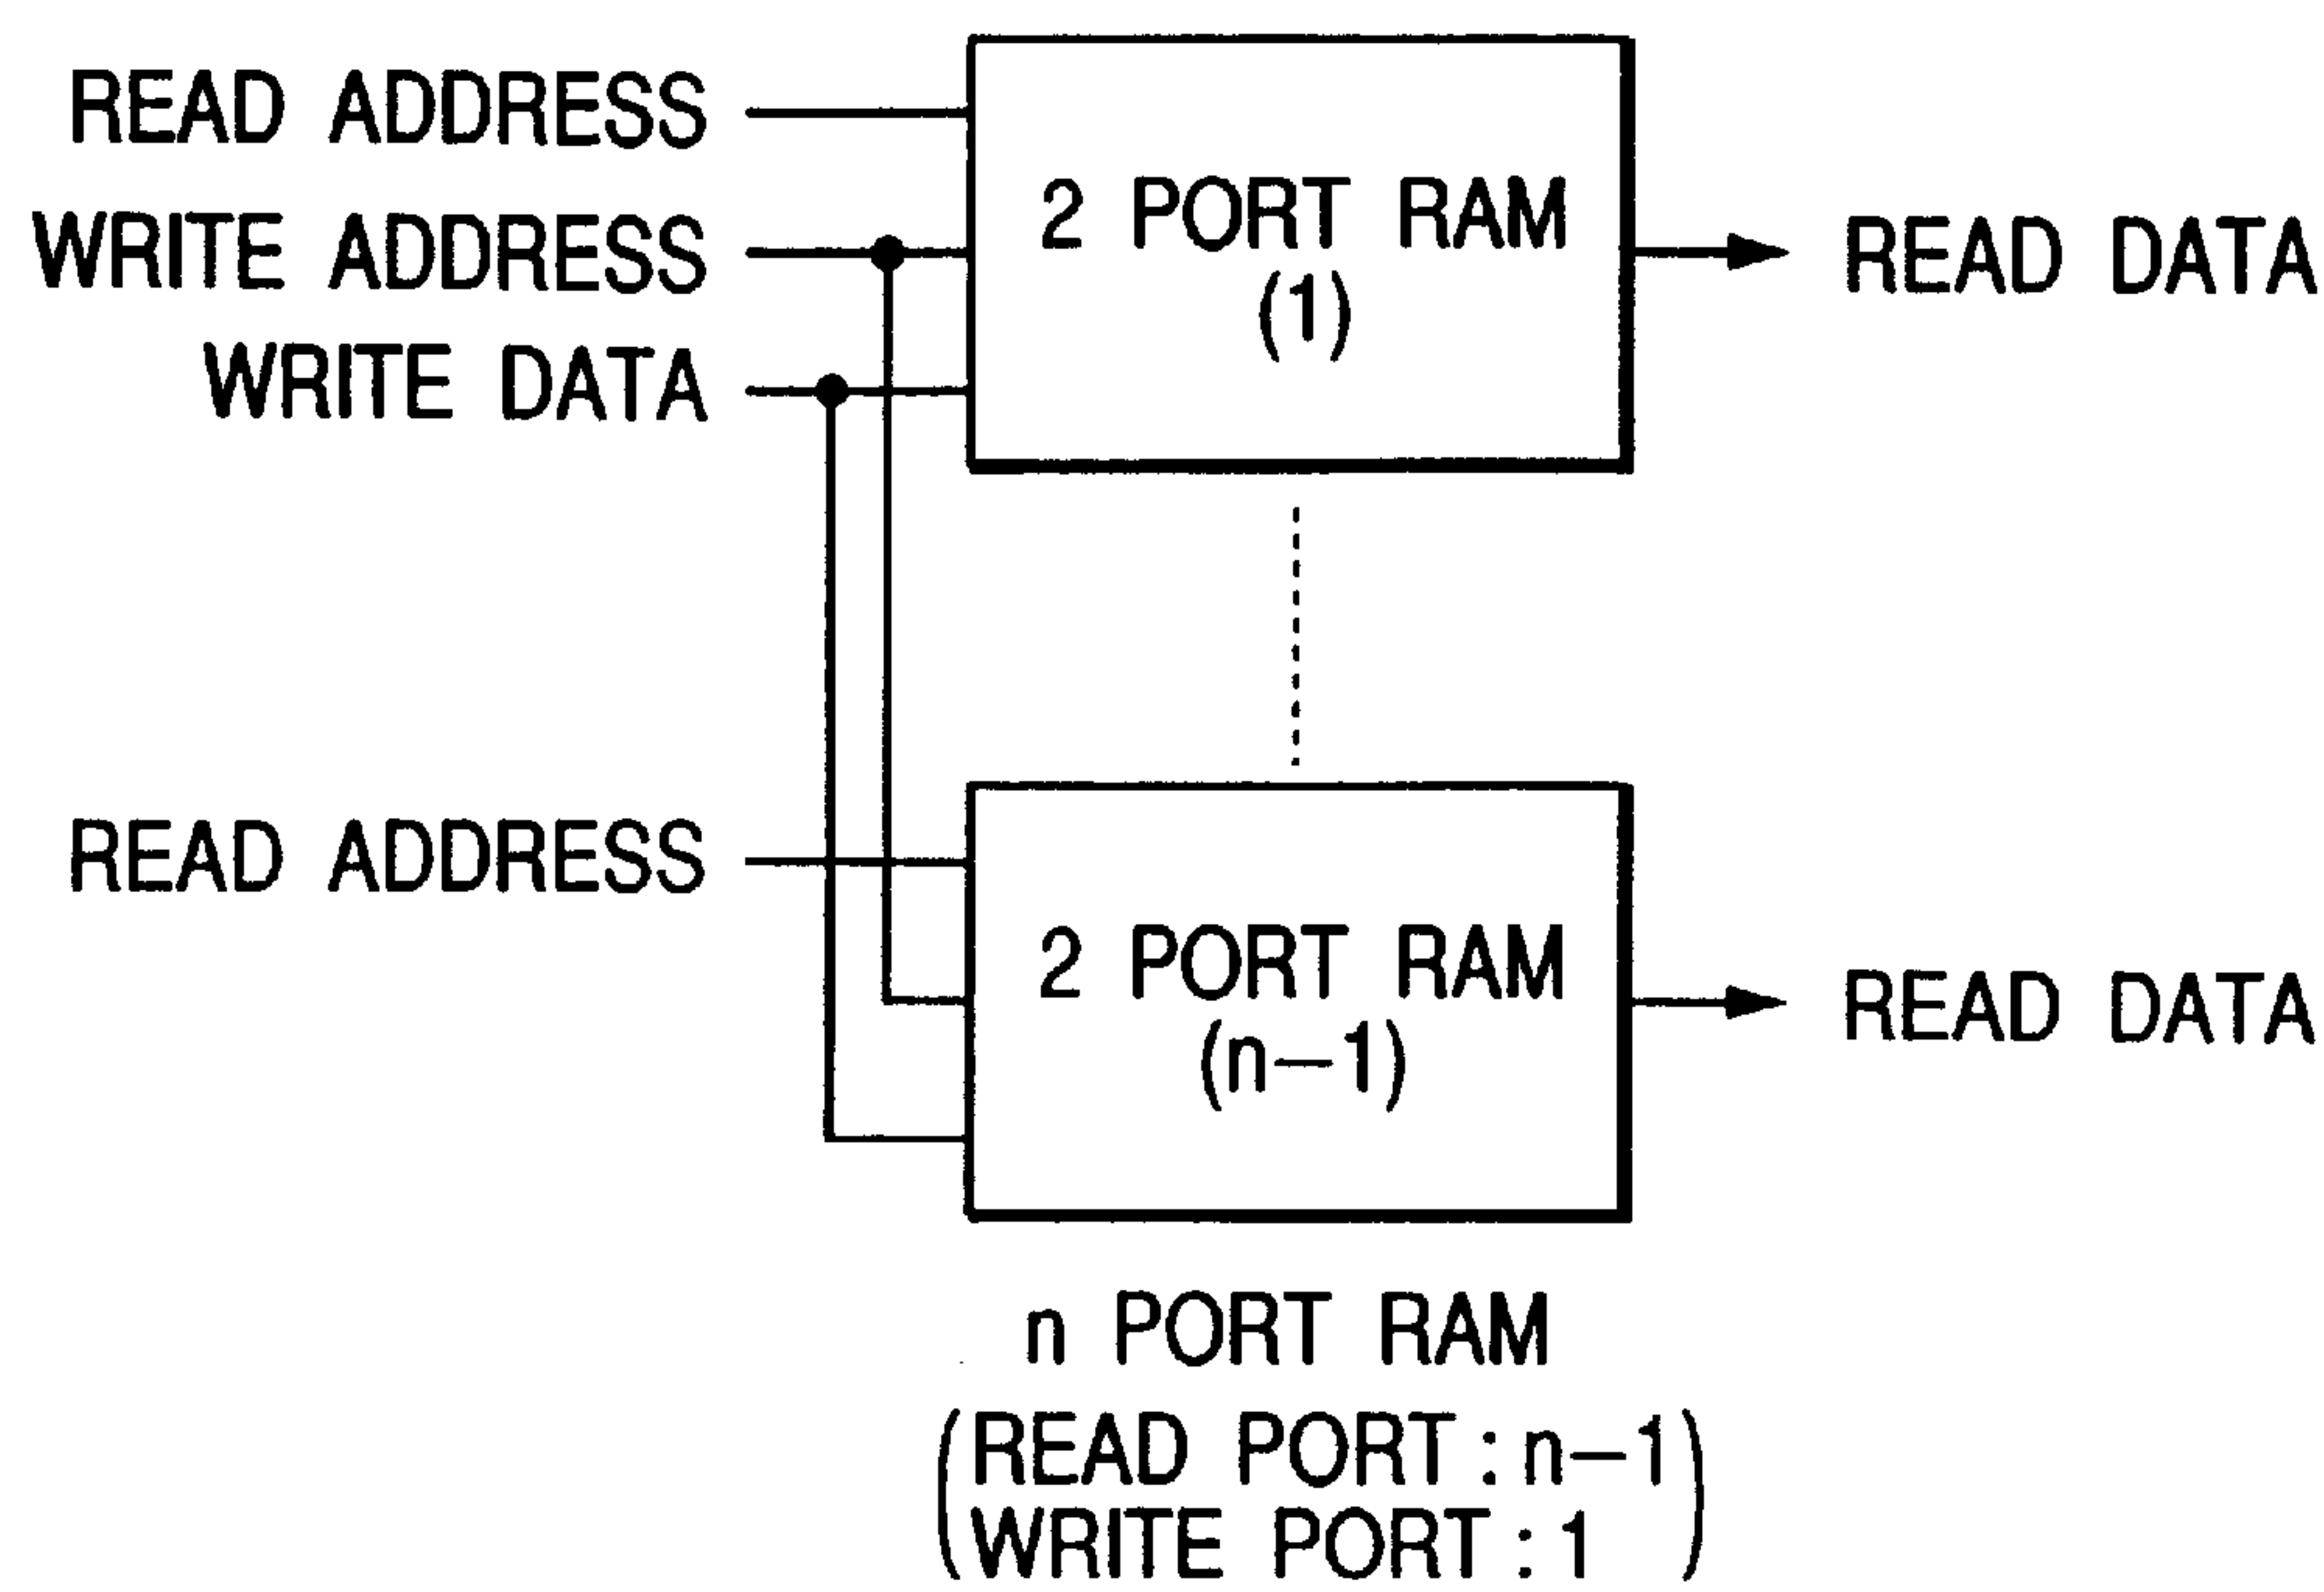 READ ADDRESS
WRITE ADDRESS
WRITE DATA
2 PORT RAM
(1)
READ DATA
READ ADDRESS
2 PORT RAM
(n–1)
READ DATA
n PORT RAM
(READ PORT:n–1
WRITE PORT:1)